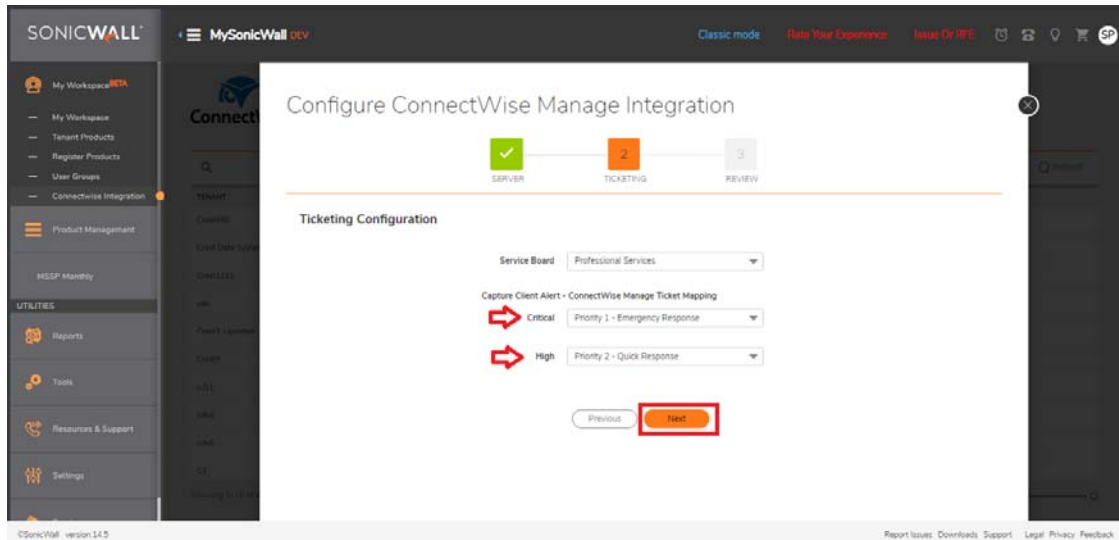 SONICWALL
MySonicWall DEV
Classic mode
Rate Your Experience
Issue Or RFE
SP
My Workspace BETA
My Workspace
Tenant Products
Register Products
User Groups
Connectwise Integration
Product Management
MSSP Monthly
UTILITIES
Reports
Tools
Resources & Support
Settings
Connect
TENANT
Configure ConnectWise Manage Integration
2
3
SERVER
TICKETING
REVIEW
Ticketing Configuration
Service Board
Professional Services
Capture Client Alert - ConnectWise Manage Ticket Mapping
Critical
Priority 1 - Emergency Response
High
Priority 2 - Quick Response
Previous
Next
©SonicWall version.14.5
Report Issues Downloads Support Legal Privacy Feedback